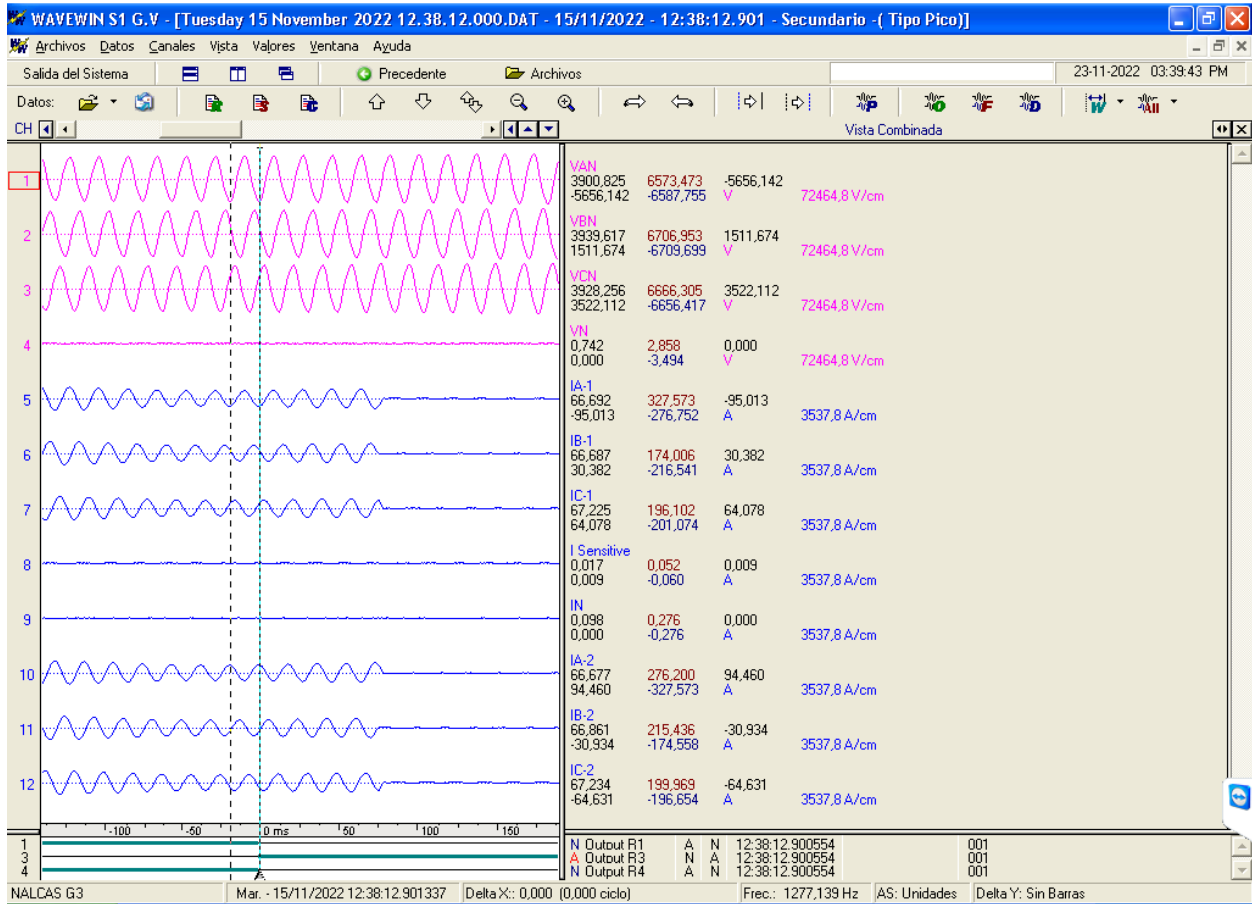 WAVEWIN S1 G.V - [Tuesday 15 November 2022 12.38.12.000.DAT - 15/11/2022 - 12:38:12.901 - Secundario -( Tipo Pico)]
Archivos Datos Canales Vista Valores Ventana Ayuda
Salida del Sistema Precedente Archivos 23-11-2022 03:39:43 PM
Datos:
CH Vista Combinada
1
VAN
3900,825 6573,473 -5656,142
-5656,142 -6587,755 V 72464,8 V/cm
2
VBN
3939,617 6706,953 1511,674
1511,674 -6709,699 V 72464,8 V/cm
3
VCN
3928,256 6666,305 3522,112
3522,112 -6656,417 V 72464,8 V/cm
4
VN
0,742 2,858 0,000
0,000 -3,494 V 72464,8 V/cm
5
IA-1
66,692 327,573 -95,013
-95,013 -276,752 A 3537,8 A/cm
6
IB-1
66,687 174,006 30,382
30,382 -216,541 A 3537,8 A/cm
7
IC-1
67,225 196,102 64,078
64,078 -201,074 A 3537,8 A/cm
8
I Sensitive
0,017 0,052 0,009
0,009 -0,060 A 3537,8 A/cm
9
IN
0,098 0,276 0,000
0,000 -0,276 A 3537,8 A/cm
10
IA-2
66,677 276,200 94,460
94,460 -327,573 A 3537,8 A/cm
11
IB-2
66,861 215,436 -30,934
-30,934 -174,558 A 3537,8 A/cm
12
IC-2
67,234 199,969 -64,631
-64,631 -196,654 A 3537,8 A/cm
-100 -50 0 ms 50 100 150
1 N Output R1 A N 12:38:12.900554 001
3 A Output R3 N A 12:38:12.900554 001
4 N Output R4 A N 12:38:12.900554 001
NALCAS G3 Mar. - 15/11/2022 12:38:12.901337 Delta X:: 0,000 (0,000 ciclo) Frec.: 1277,139 Hz AS: Unidades Delta Y: Sin Barras